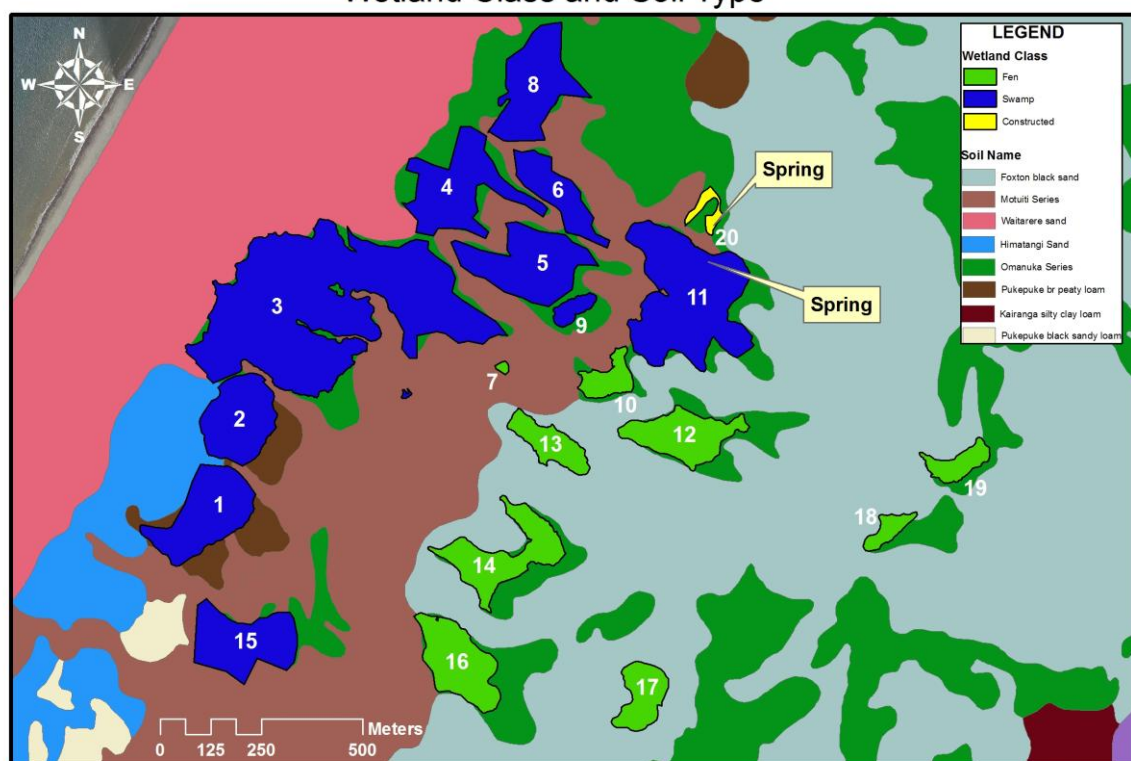 Wetland Class and Soil Type
N
W
E
S
LEGEND
Wetland Class
Fen
Swamp
Constructed
Soil Name
Foxton black sand
Motuiti Series
Waitarere sand
Himatangi Sand
Omanuka Series
Pukepuke br peaty loam
Kairanga silty clay loam
Pukepuke black sandy loam
8
Spring
4
6
20
5
11
3
Spring
9
7
10
2
13
12
19
1
18
14
15
16
17
Meters
0 125 250 500